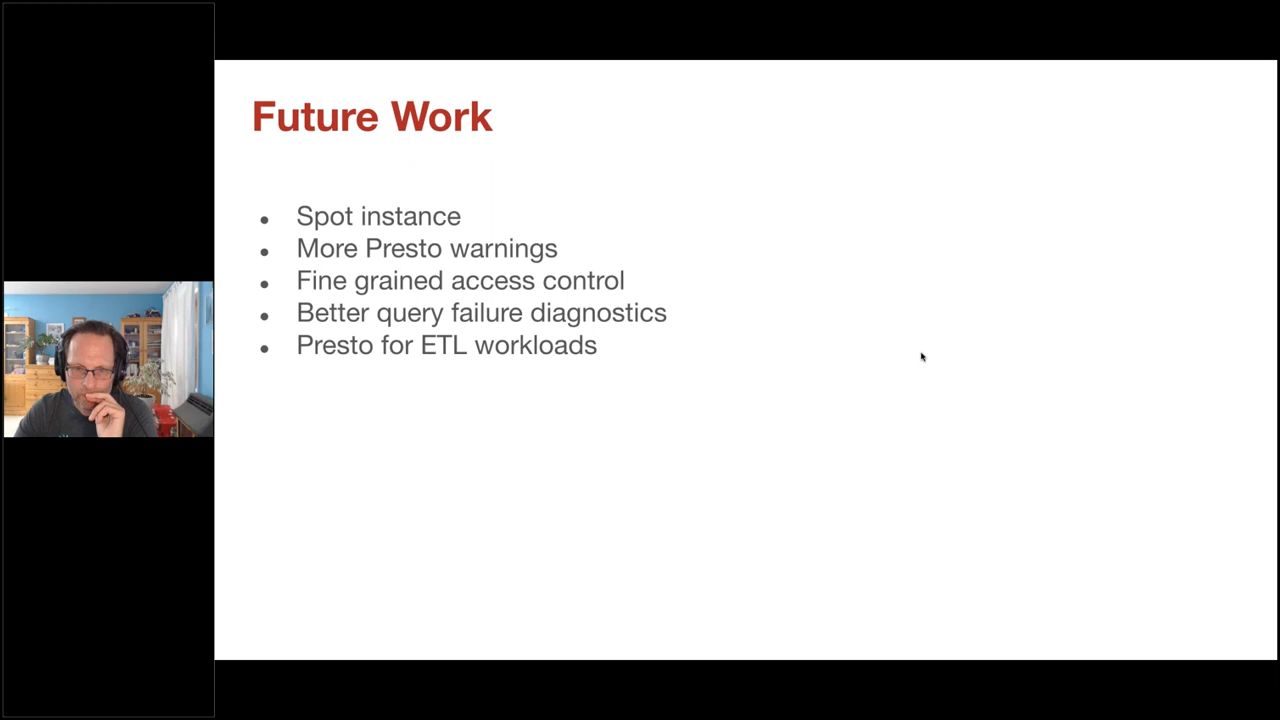 Future Work
● Spot instance
● More Presto warnings
● Fine grained access control
● Better query failure diagnostics
● Presto for ETL workloads